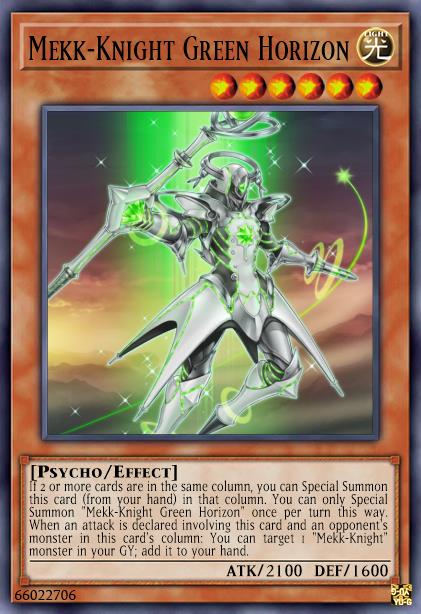 Mekk-Knight Green Horizon
LIGHT
光
[Psycho/Effect]
If 2 or more cards are in the same column, you can Special Summon
this card (from your hand) in that column. You can only Special
Summon "Mekk-Knight Green Horizon" once per turn this way.
When an attack is declared involving this card and an opponent's
monster in this card's column: You can target 1 "Mekk-Knight"
monster in your GY; add it to your hand.
ATK/2100 DEF/1600
66022706